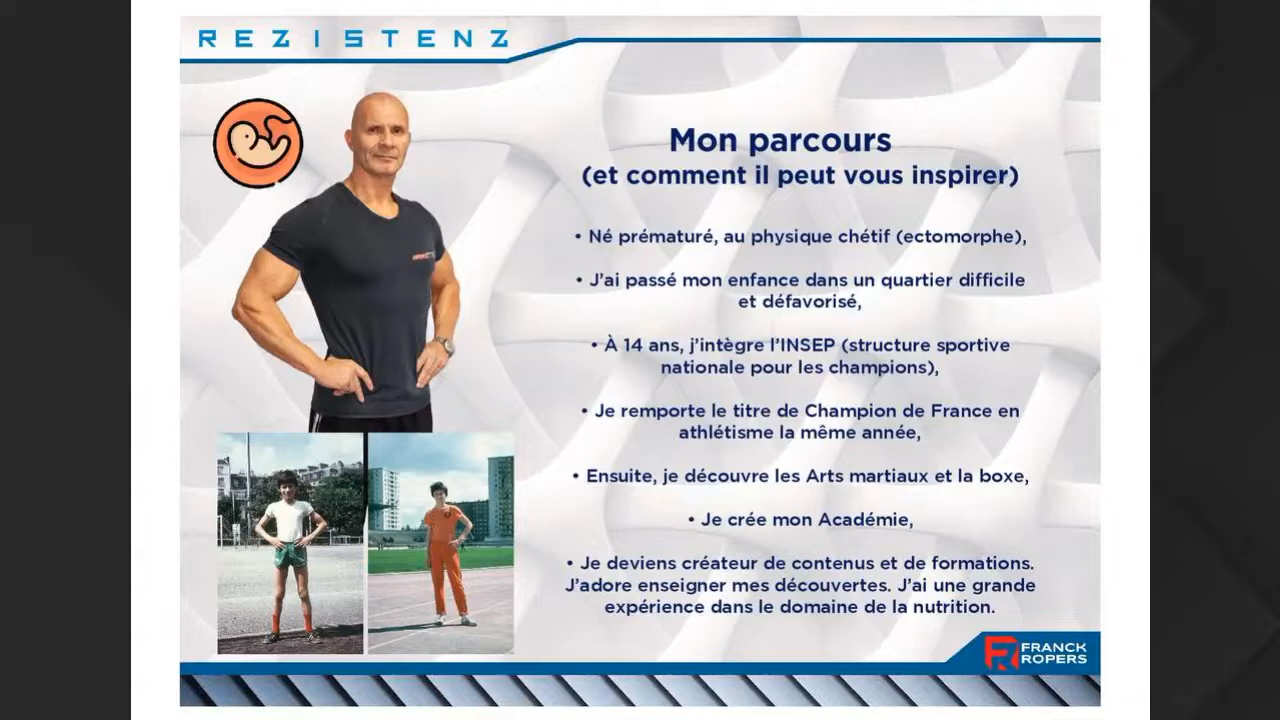 REZISTENZ
Mon parcours
(et comment il peut vous inspirer)
• Né prématuré, au physique chétif (ectomorphe),
• J'ai passé mon enfance dans un quartier difficile
et défavorisé,
• À 14 ans, j'intègre l'INSEP (structure sportive
nationale pour les champions),
• Je remporte le titre de Champion de France en
athlétisme la même année,
• Ensuite, je découvre les Arts martiaux et la boxe,
• Je crée mon Académie,
• Je deviens créateur de contenus et de formations.
J'adore enseigner mes découvertes. J'ai une grande
expérience dans le domaine de la nutrition.
FRANCK
ROPERS